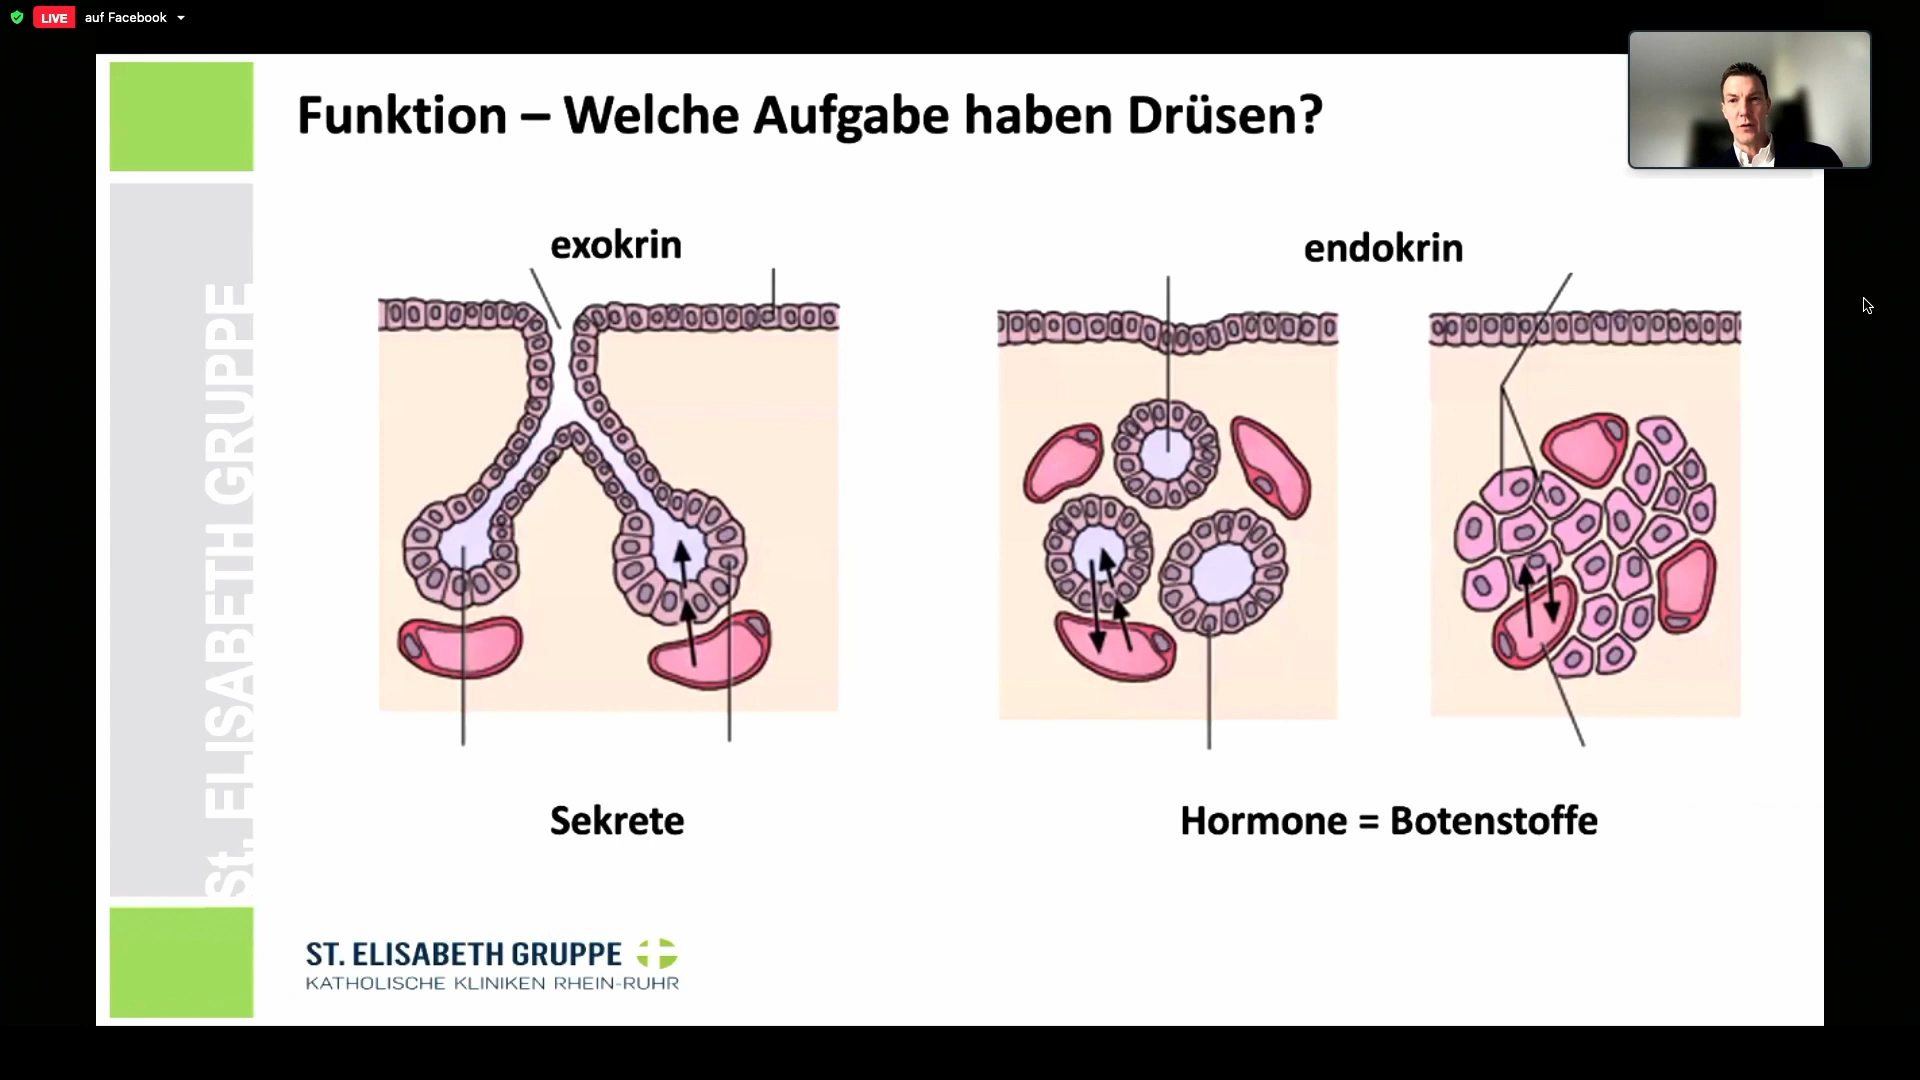 LIVE auf Facebook
Funktion – Welche Aufgabe haben Drüsen?
exokrin
endokrin
Sekrete
Hormone = Botenstoffe
St. ELISABETH GRUPPE
ST. ELISABETH GRUPPE
KATHOLISCHE KLINIKEN RHEIN-RUHR